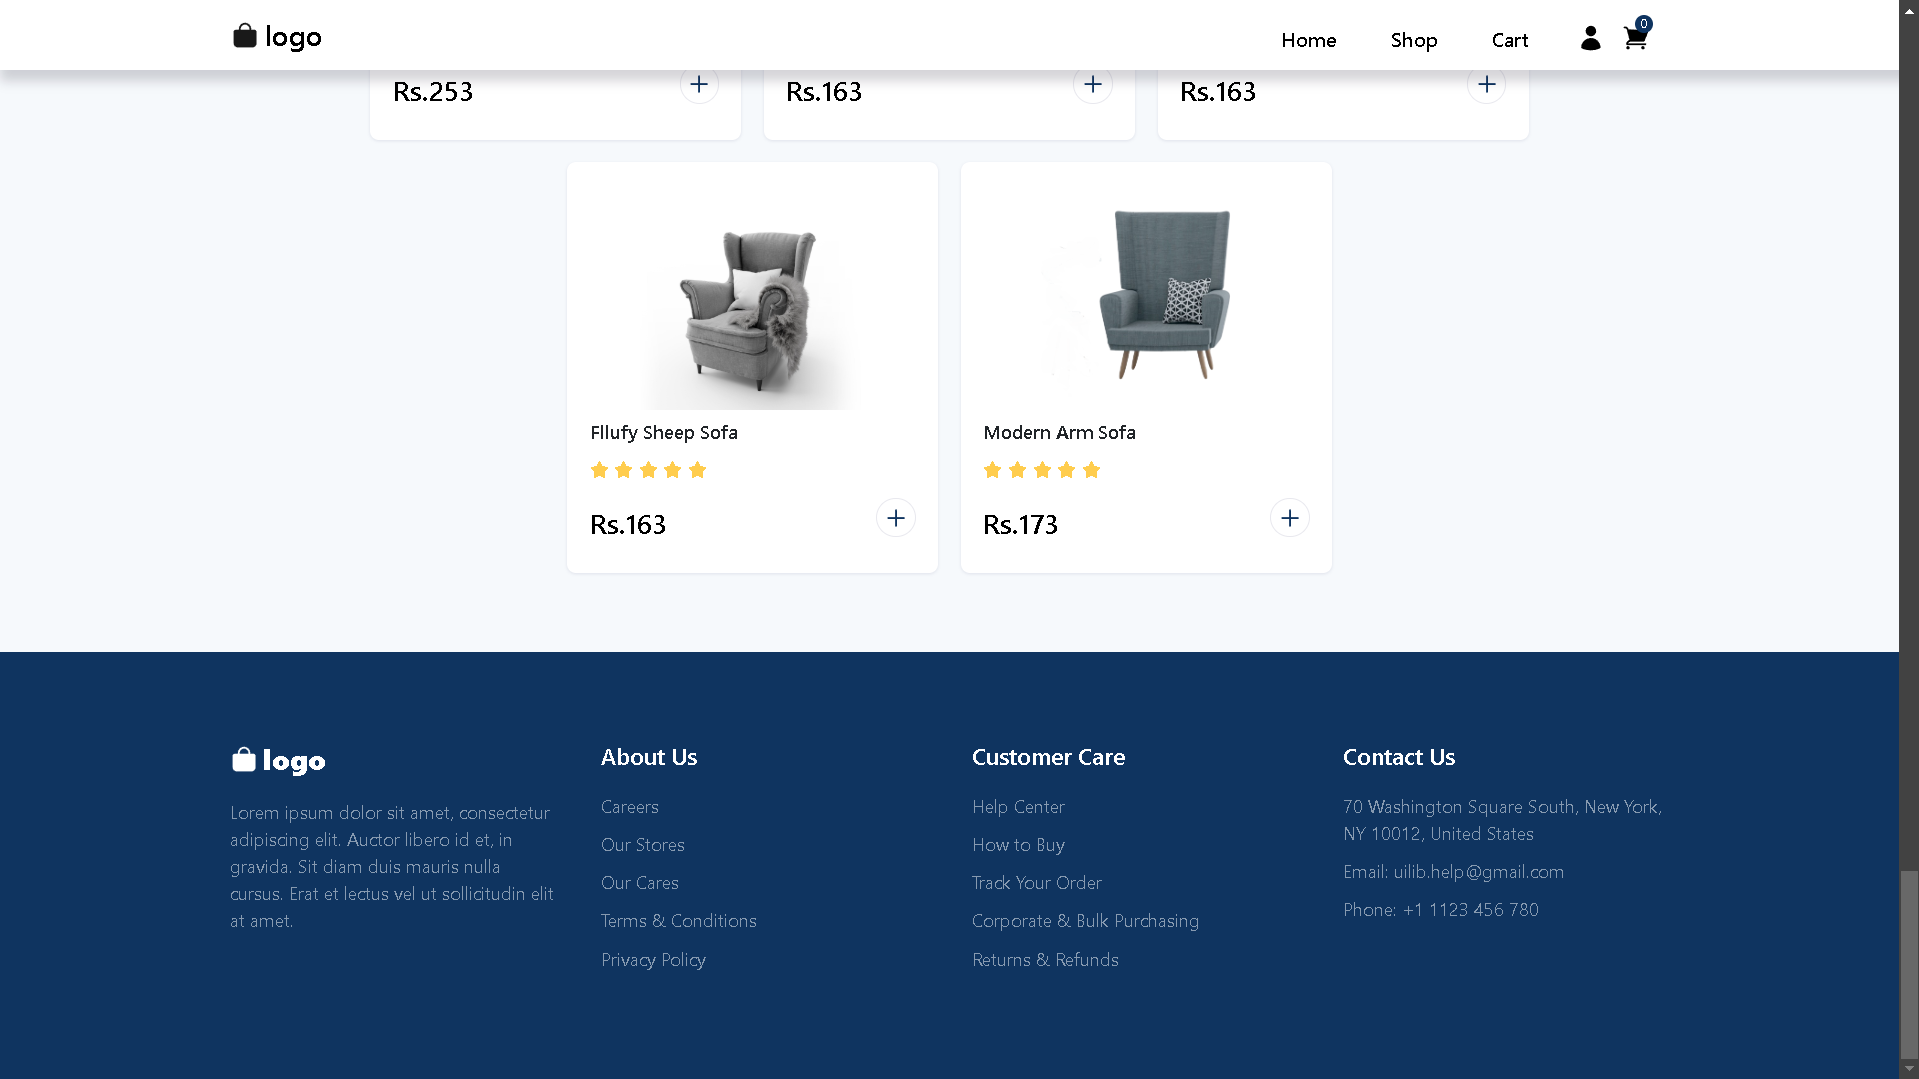 logo
Home
Shop
Cart
0
Rs.253
Rs.163
Rs.163
Fllufy Sheep Sofa
Rs.163
Modern Arm Sofa
Rs.173
logo
Lorem ipsum dolor sit amet, consectetur
adipiscing elit. Auctor libero id et, in
gravida. Sit diam duis mauris nulla
cursus. Erat et lectus vel ut sollicitudin elit
at amet.
About Us
Careers
Our Stores
Our Cares
Terms & Conditions
Privacy Policy
Customer Care
Help Center
How to Buy
Track Your Order
Corporate & Bulk Purchasing
Returns & Refunds
Contact Us
70 Washington Square South, New York,
NY 10012, United States
Email: uilib.help@gmail.com
Phone: +1 1123 456 780